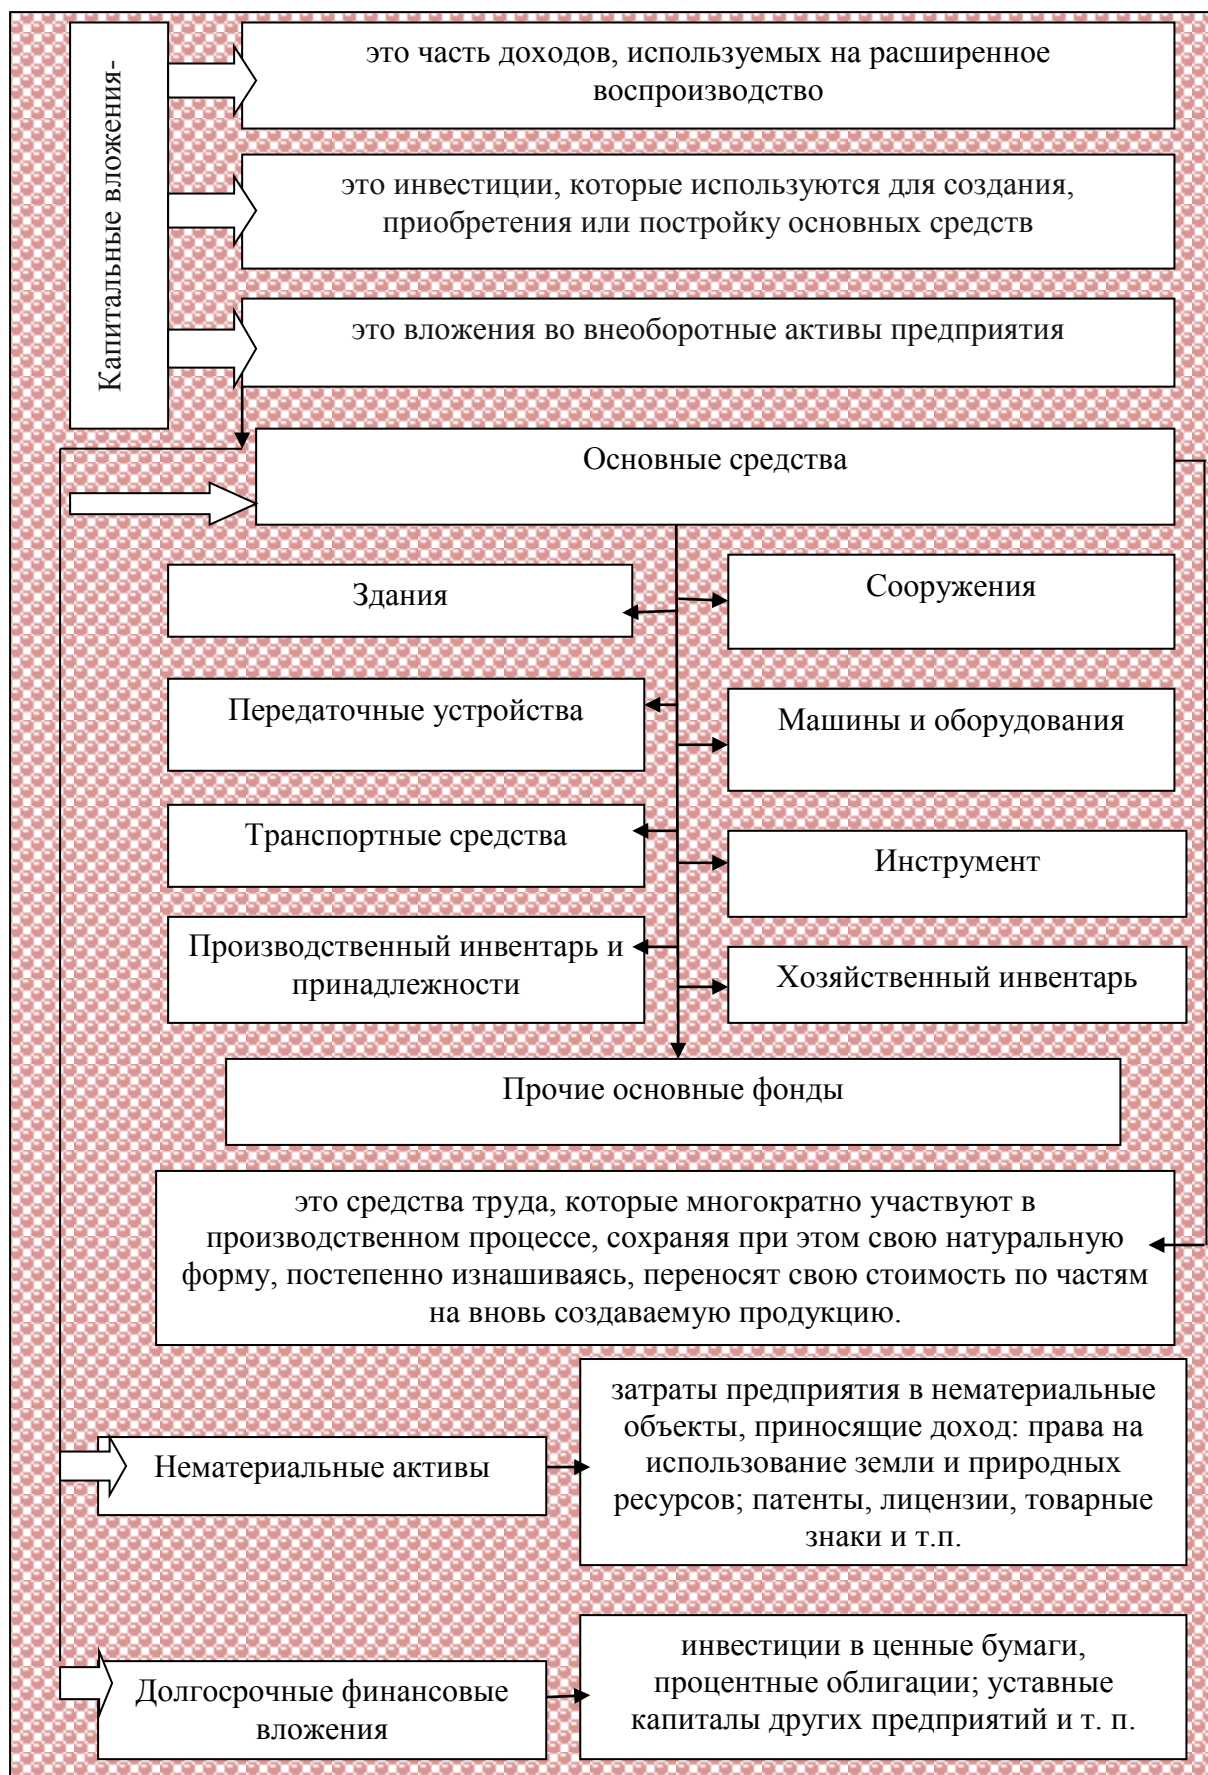 Капитальные вложения-
это часть доходов, используемых на расширенное
воспроизводство
это инвестиции, которые используются для создания,
приобретения или постройку основных средств
это вложения во внеоборотные активы предприятия
Основные средства
Здания
Сооружения
Передаточные устройства
Машины и оборудования
Транспортные средства
Инструмент
Производственный инвентарь и
принадлежности
Хозяйственный инвентарь
Прочие основные фонды
это средства труда, которые многократно участвуют в
производственном процессе, сохраняя при этом свою натуральную
форму, постепенно изнашиваясь, переносят свою стоимость по частям
на вновь создаваемую продукцию.
Нематериальные активы
затраты предприятия в нематериальные
объекты, приносящие доход: права на
использование земли и природных
ресурсов; патенты, лицензии, товарные
знаки и т.п.
Долгосрочные финансовые
вложения
инвестиции в ценные бумаги,
процентные облигации; уставные
капиталы других предприятий и т. п.